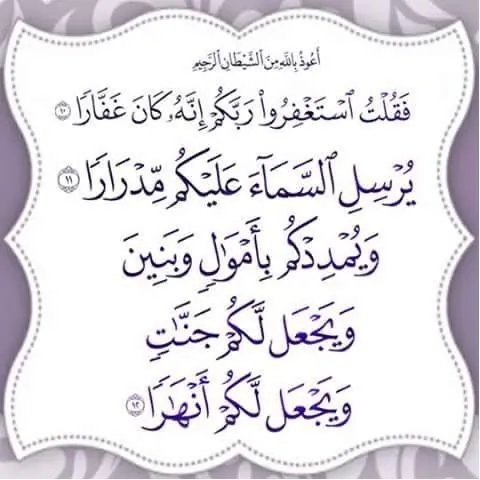 أَعُوذُ بِاللَّهِ مِنَ الشَّيْطَانِ الرَّجِيمِ
فَقُلْتُ ٱسْتَغْفِرُوا۟ رَبَّكُمْ إِنَّهُۥ كَانَ غَفَّارًا ١٠
يُرْسِلِ ٱلسَّمَآءَ عَلَيْكُم مِّدْرَارًا ١١
وَيُمْدِدْكُم بِأَمْوَٰلٍ وَبَنِينَ
وَيَجْعَل لَّكُمْ جَنَّـٰتٍ
وَيَجْعَل لَّكُمْ أَنْهَـٰرًا ١٢